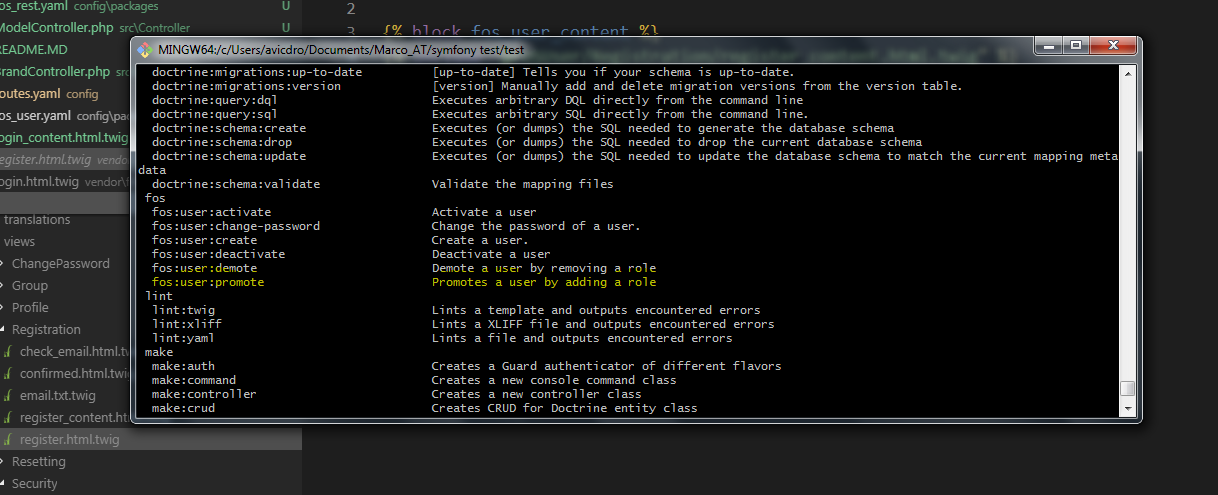 os_rest.yaml config\packages U
ModelController.php src\Controller U
README.MD
BrandController.php src
routes.yaml config
os_user.yaml config\pa
login_content.html.twig
register.html.twig vendo
login.html.twig vendor\f
translations
views
ChangePassword
Group
Profile
Registration
check_email.html.tw
confirmed.html.twig
email.txt.twig
register_content.ht
register.html.twig
Resetting
Security
2
3 {% block fos_user_content %}
MINGW64:/c/Users/avicdro/Documents/Marco_AT/symfony test/test
doctrine:migrations:up-to-date [up-to-date] Tells you if your schema is up-to-date.
doctrine:migrations:version [version] Manually add and delete migration versions from the version table.
doctrine:query:dql Executes arbitrary DQL directly from the command line
doctrine:query:sql Executes arbitrary SQL directly from the command line.
doctrine:schema:create Executes (or dumps) the SQL needed to generate the database schema
doctrine:schema:drop Executes (or dumps) the SQL needed to drop the current database schema
doctrine:schema:update Executes (or dumps) the SQL needed to update the database schema to match the current mapping meta
data
doctrine:schema:validate Validate the mapping files
fos
fos:user:activate Activate a user
fos:user:change-password Change the password of a user.
fos:user:create Create a user.
fos:user:deactivate Deactivate a user
fos:user:demote Demote a user by removing a role
fos:user:promote Promotes a user by adding a role
lint
lint:twig Lints a template and outputs encountered errors
lint:xliff Lints a XLIFF file and outputs encountered errors
lint:yaml Lints a file and outputs encountered errors
make
make:auth Creates a Guard authenticator of different flavors
make:command Creates a new console command class
make:controller Creates a new controller class
make:crud Creates CRUD for Doctrine entity class